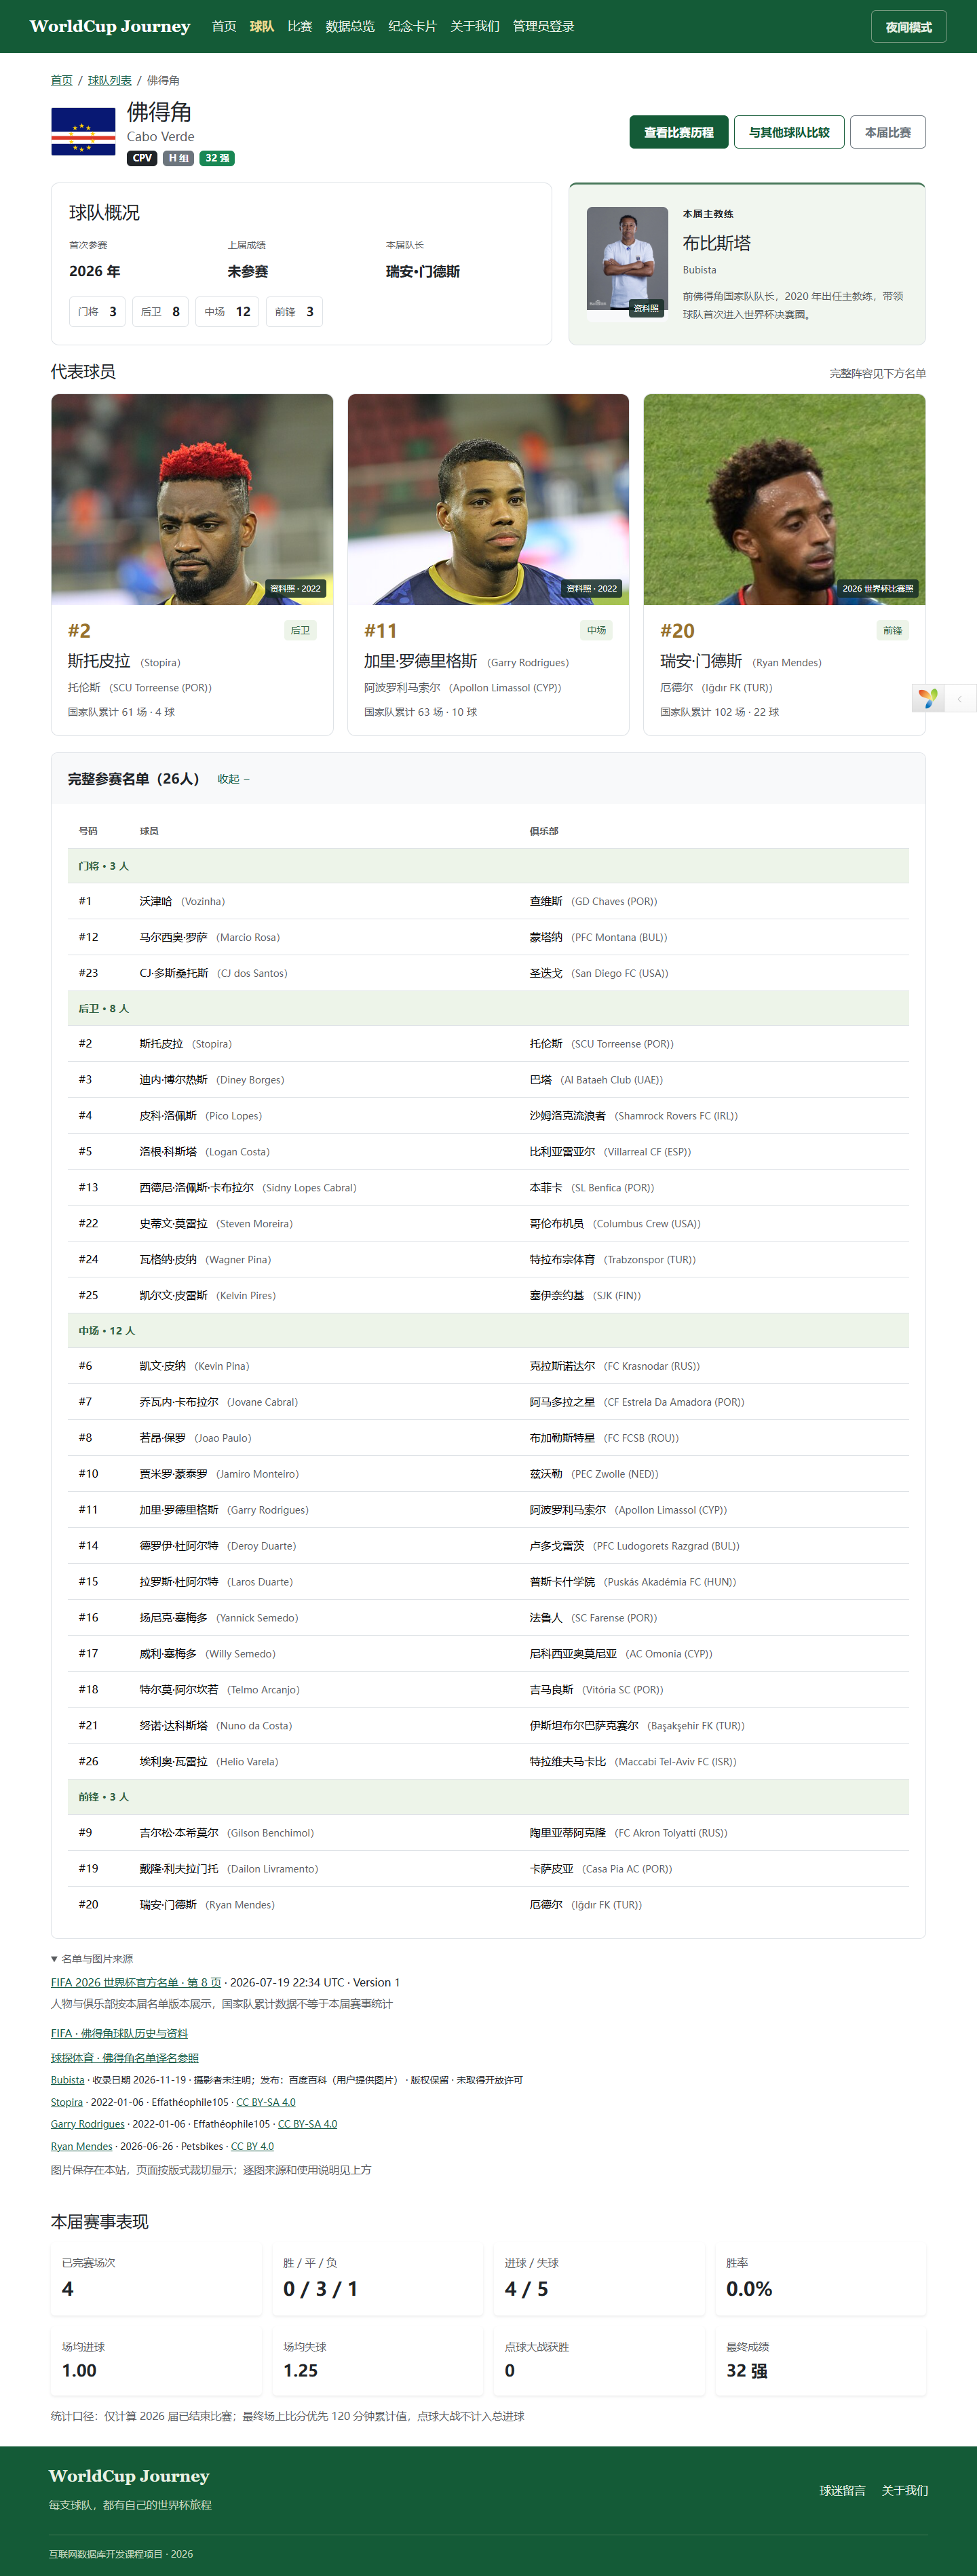 WorldCup Journey 首页 球队 比赛 数据总览 纪念卡片 关于我们 管理员登录 夜间模式
首页 / 球队列表 / 佛得角
佛得角
Cabo Verde
CPV H 组 32 强
查看比赛历程 与其他球队比较 本届比赛
球队概况
首次参赛 上届成绩 本届队长
2026 年 未参赛 瑞安·门德斯
门将 3 后卫 8 中场 12 前锋 3
资料照
本届主教练
布比斯塔
Bubista
前佛得角国家队队长，2020 年出任主教练，带领
球队首次进入世界杯决赛圈。
代表球员 完整阵容见下方名单
资料照 · 2022
#2 后卫
斯托皮拉 （Stopira）
托伦斯 （SCU Torreense (POR)）
国家队累计 61 场 · 4 球
资料照 · 2022
#11 中场
加里·罗德里格斯 （Garry Rodrigues）
阿波罗利马索尔 （Apollon Limassol (CYP)）
国家队累计 63 场 · 10 球
2026 世界杯比赛照
#20 前锋
瑞安·门德斯 （Ryan Mendes）
厄德尔 （Iğdır FK (TUR)）
国家队累计 102 场 · 22 球
完整参赛名单（26人） 收起 −
号码 球员 俱乐部
门将 • 3 人
#1 沃津哈 （Vozinha） 查维斯 （GD Chaves (POR)）
#12 马尔西奥·罗萨 （Marcio Rosa） 蒙塔纳 （PFC Montana (BUL)）
#23 CJ·多斯桑托斯 （CJ dos Santos） 圣迭戈 （San Diego FC (USA)）
后卫 • 8 人
#2 斯托皮拉 （Stopira） 托伦斯 （SCU Torreense (POR)）
#3 迪内·博尔热斯 （Diney Borges） 巴塔 （Al Bataeh Club (UAE)）
#4 皮科·洛佩斯 （Pico Lopes） 沙姆洛克流浪者 （Shamrock Rovers FC (IRL)）
#5 洛根·科斯塔 （Logan Costa） 比利亚雷亚尔 （Villarreal CF (ESP)）
#13 西德尼·洛佩斯·卡布拉尔 （Sidny Lopes Cabral） 本菲卡 （SL Benfica (POR)）
#22 史蒂文·莫雷拉 （Steven Moreira） 哥伦布机员 （Columbus Crew (USA)）
#24 瓦格纳·皮纳 （Wagner Pina） 特拉布宗体育 （Trabzonspor (TUR)）
#25 凯尔文·皮雷斯 （Kelvin Pires） 塞伊奈约基 （SJK (FIN)）
中场 • 12 人
#6 凯文·皮纳 （Kevin Pina） 克拉斯诺达尔 （FC Krasnodar (RUS)）
#7 乔瓦内·卡布拉尔 （Jovane Cabral） 阿马多拉之星 （CF Estrela Da Amadora (POR)）
#8 若昂·保罗 （Joao Paulo） 布加勒斯特星 （FC FCSB (ROU)）
#10 贾米罗·蒙泰罗 （Jamiro Monteiro） 兹沃勒 （PEC Zwolle (NED)）
#11 加里·罗德里格斯 （Garry Rodrigues） 阿波罗利马索尔 （Apollon Limassol (CYP)）
#14 德罗伊·杜阿尔特 （Deroy Duarte） 卢多戈雷茨 （PFC Ludogorets Razgrad (BUL)）
#15 拉罗斯·杜阿尔特 （Laros Duarte） 普斯卡什学院 （Puskás Akadémia FC (HUN)）
#16 扬尼克·塞梅多 （Yannick Semedo） 法鲁人 （SC Farense (POR)）
#17 威利·塞梅多 （Willy Semedo） 尼科西亚奥莫尼亚 （AC Omonia (CYP)）
#18 特尔莫·阿尔坎若 （Telmo Arcanjo） 吉马良斯 （Vitória SC (POR)）
#21 努诺·达科斯塔 （Nuno da Costa） 伊斯坦布尔巴萨克赛尔 （Başakşehir FK (TUR)）
#26 埃利奥·瓦雷拉 （Helio Varela） 特拉维夫马卡比 （Maccabi Tel-Aviv FC (ISR)）
前锋 • 3 人
#9 吉尔松·本希莫尔 （Gilson Benchimol） 陶里亚蒂阿克隆 （FC Akron Tolyatti (RUS)）
#19 戴隆·利夫拉门托 （Dailon Livramento） 卡萨皮亚 （Casa Pia AC (POR)）
#20 瑞安·门德斯 （Ryan Mendes） 厄德尔 （Iğdır FK (TUR)）
▼ 名单与图片来源
FIFA 2026 世界杯官方名单 · 第 8 页 · 2026-07-19 22:34 UTC · Version 1
人物与俱乐部按本届名单版本展示，国家队累计数据不等于本届赛事统计
FIFA · 佛得角球队历史与资料
球探体育 · 佛得角名单译名参照
Bubista · 收录日期 2026-11-19 · 摄影者未注明；发布：百度百科（用户提供图片） · 版权保留 · 未取得开放许可
Stopira · 2022-01-06 · Effathéophile105 · CC BY-SA 4.0
Garry Rodrigues · 2022-01-06 · Effathéophile105 · CC BY-SA 4.0
Ryan Mendes · 2026-06-26 · Petsbikes · CC BY 4.0
图片保存在本站，页面按版式裁切显示；逐图来源和使用说明见上方
本届赛事表现
已完赛场次 胜 / 平 / 负 进球 / 失球 胜率
4 0 / 3 / 1 4 / 5 0.0%
场均进球 场均失球 点球大战获胜 最终成绩
1.00 1.25 0 32 强
统计口径：仅计算 2026 届已结束比赛；最终场上比分优先 120 分钟累计值，点球大战不计入总进球
WorldCup Journey
每支球队，都有自己的世界杯旅程
球迷留言 关于我们
互联网数据库开发课程项目 · 2026